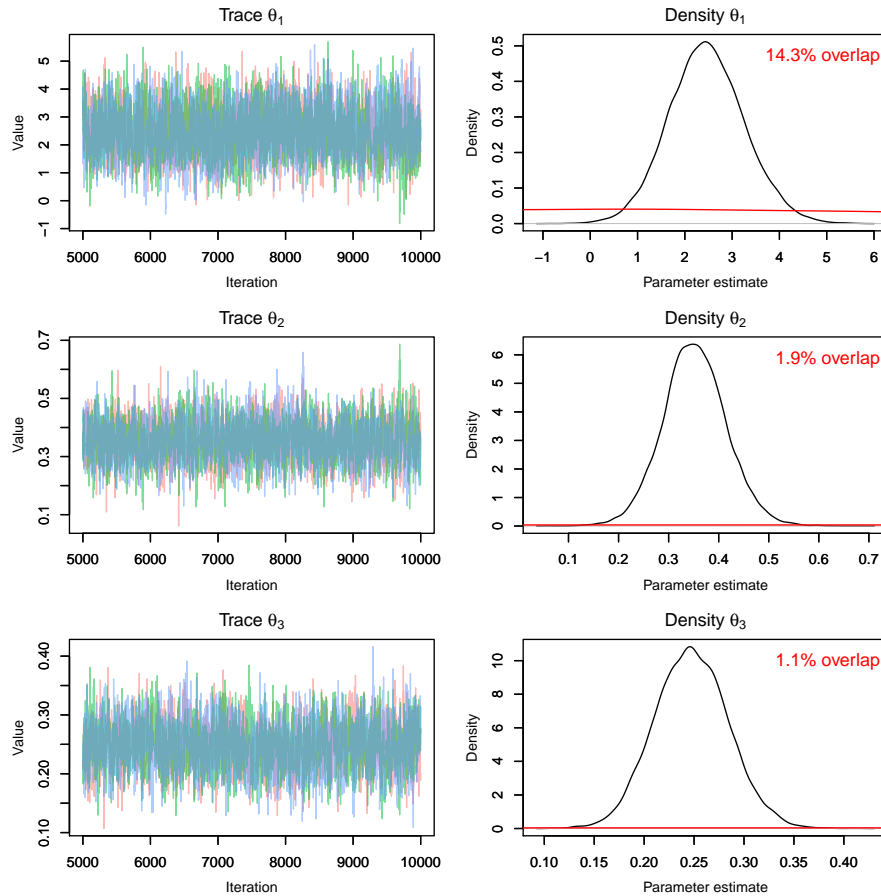 Trace θ1
Value
−1 0 1 2 3 4 5
5000 6000 7000 8000 9000 10000
Iteration
Density θ1
14.3% overlap
Density
0.0 0.1 0.2 0.3 0.4 0.5
−1 0 1 2 3 4 5 6
Parameter estimate
Trace θ2
Value
0.1 0.3 0.5 0.7
5000 6000 7000 8000 9000 10000
Iteration
Density θ2
1.9% overlap
Density
0 1 2 3 4 5 6
0.1 0.2 0.3 0.4 0.5 0.6 0.7
Parameter estimate
Trace θ3
Value
0.10 0.20 0.30 0.40
5000 6000 7000 8000 9000 10000
Iteration
Density θ3
1.1% overlap
Density
0 2 4 6 8 10
0.10 0.15 0.20 0.25 0.30 0.35 0.40
Parameter estimate